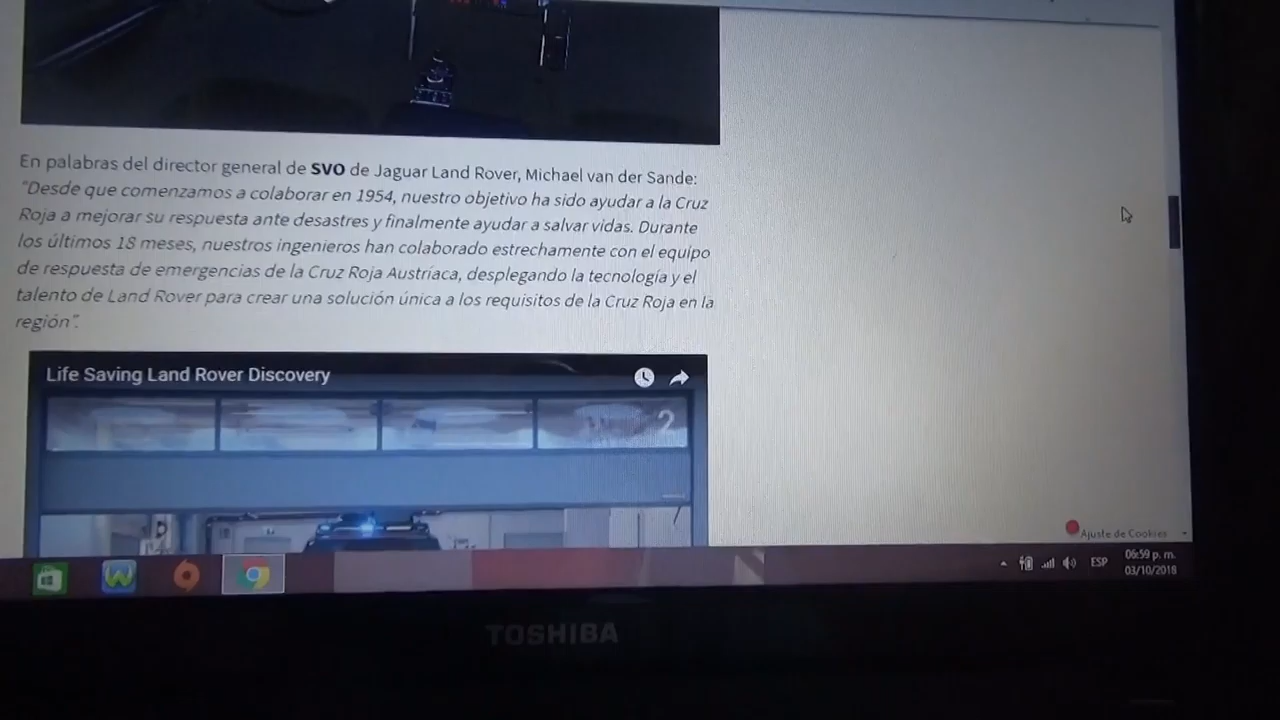 En palabras del director general de SVO de Jaguar Land Rover, Michael van der Sande:
"Desde que comenzamos a colaborar en 1954, nuestro objetivo ha sido ayudar a la Cruz
Roja a mejorar su respuesta ante desastres y finalmente ayudar a salvar vidas. Durante
los últimos 18 meses, nuestros ingenieros han colaborado estrechamente con el equipo
de respuesta de emergencias de la Cruz Roja Austríaca, desplegando la tecnología y el
talento de Land Rover para crear una solución única a los requisitos de la Cruz Roja en la
región".
Life Saving Land Rover Discovery
2
Ajuste de Cookies
ESP
06:59 p. m.
03/10/2018
TOSHIBA